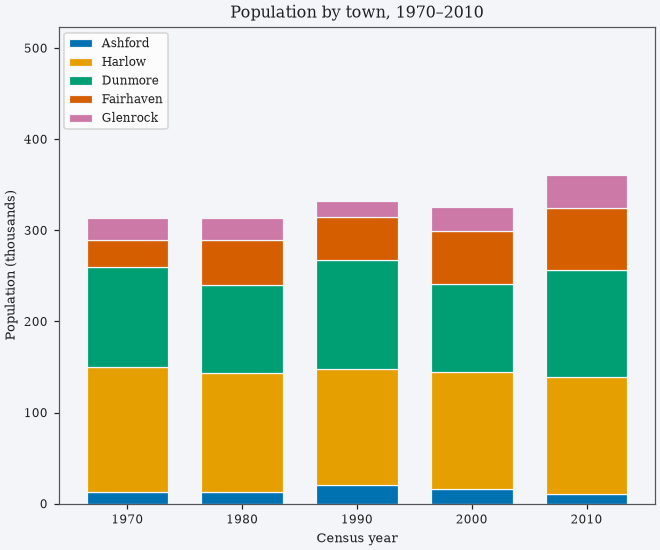 Population by town, 1970–2010
Ashford
Harlow
Dunmore
Fairhaven
Glenrock
500
400
300
200
100
0
Population (thousands)
1970 1980 1990 2000 2010
Census year